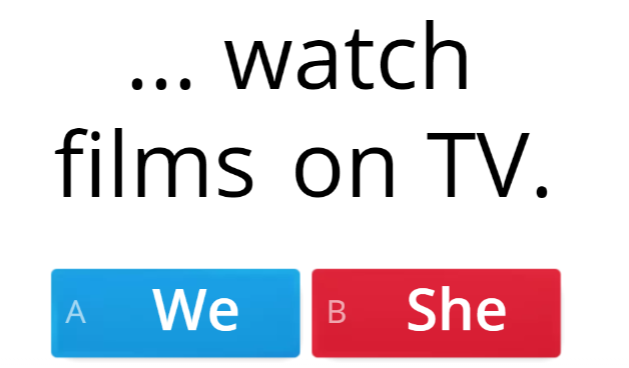 ... watch
films on TV.
A We B She